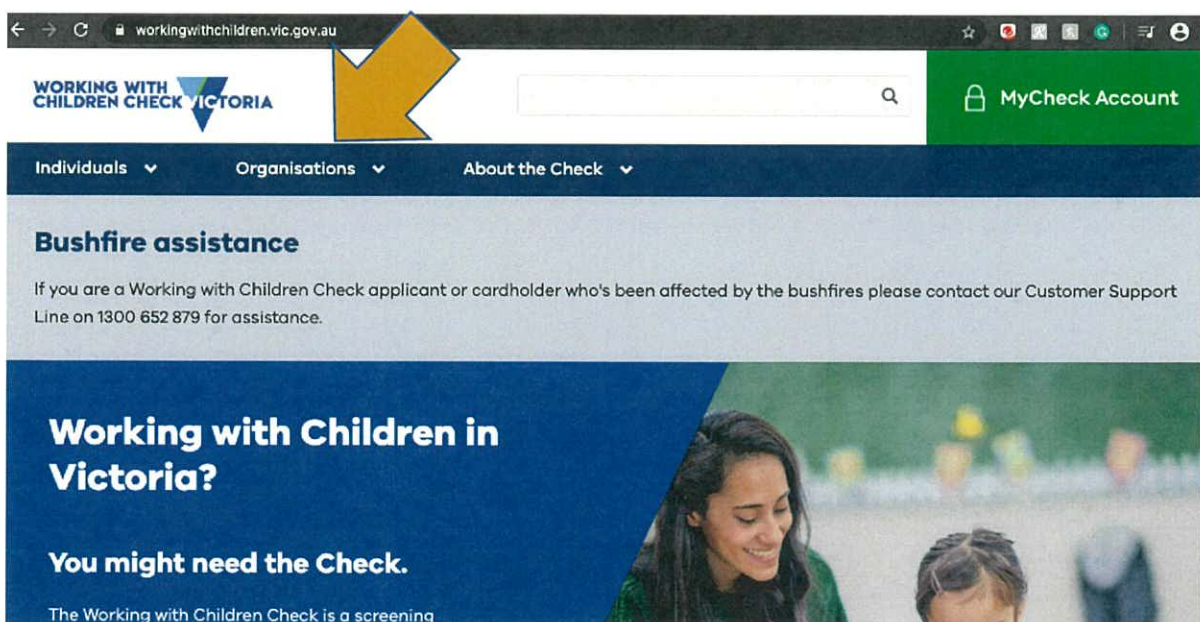 workingwithchildren.vic.gov.au
WORKING WITH
CHILDREN CHECK VICTORIA
MyCheck Account
Individuals
Organisations
About the Check
Bushfire assistance
If you are a Working with Children Check applicant or cardholder who's been affected by the bushfires please contact our Customer Support
Line on 1300 652 879 for assistance.
Working with Children in
Victoria?
You might need the Check.
The Working with Children Check is a screening